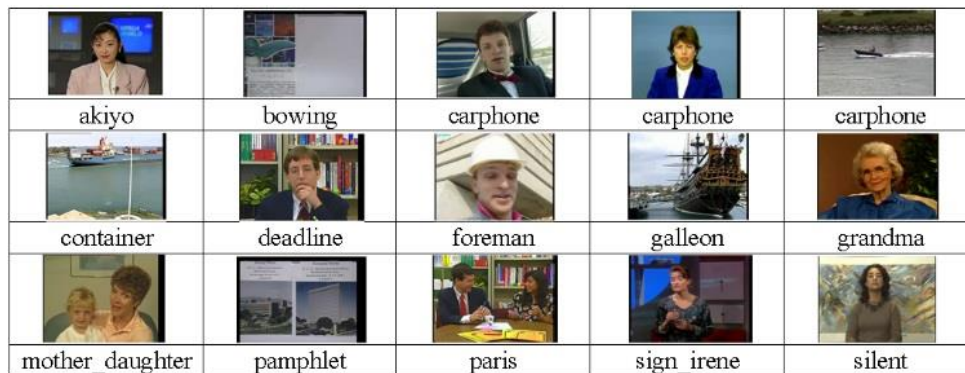 akiyo
bowing
carphone
carphone
carphone
container
deadline
foreman
galleon
grandma
mother_daughter
pamphlet
paris
sign_irene
silent